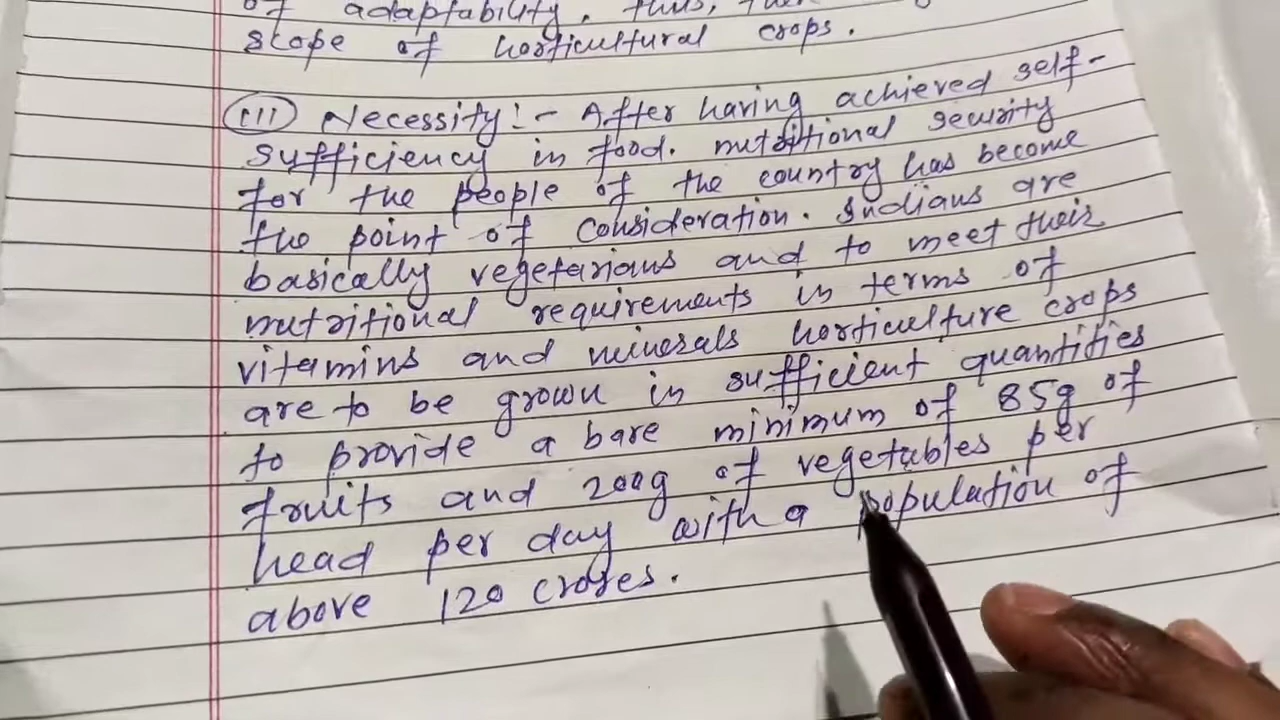 of adaptability. Thus,
scope of horticultural crops.
(iii) Necessity:- After having achieved self-
sufficiency in food. nutritional security
for the people of the country has become
the point of consideration. Indians are
basically vegetarians and to meet their
nutritional requirements in terms of
vitamins and minerals horticulture crops
are to be grown in sufficient quantities
to provide a bare minimum of 85g of
fruits and 200g of vegetables per
head per day with a population of
above 120 crores.